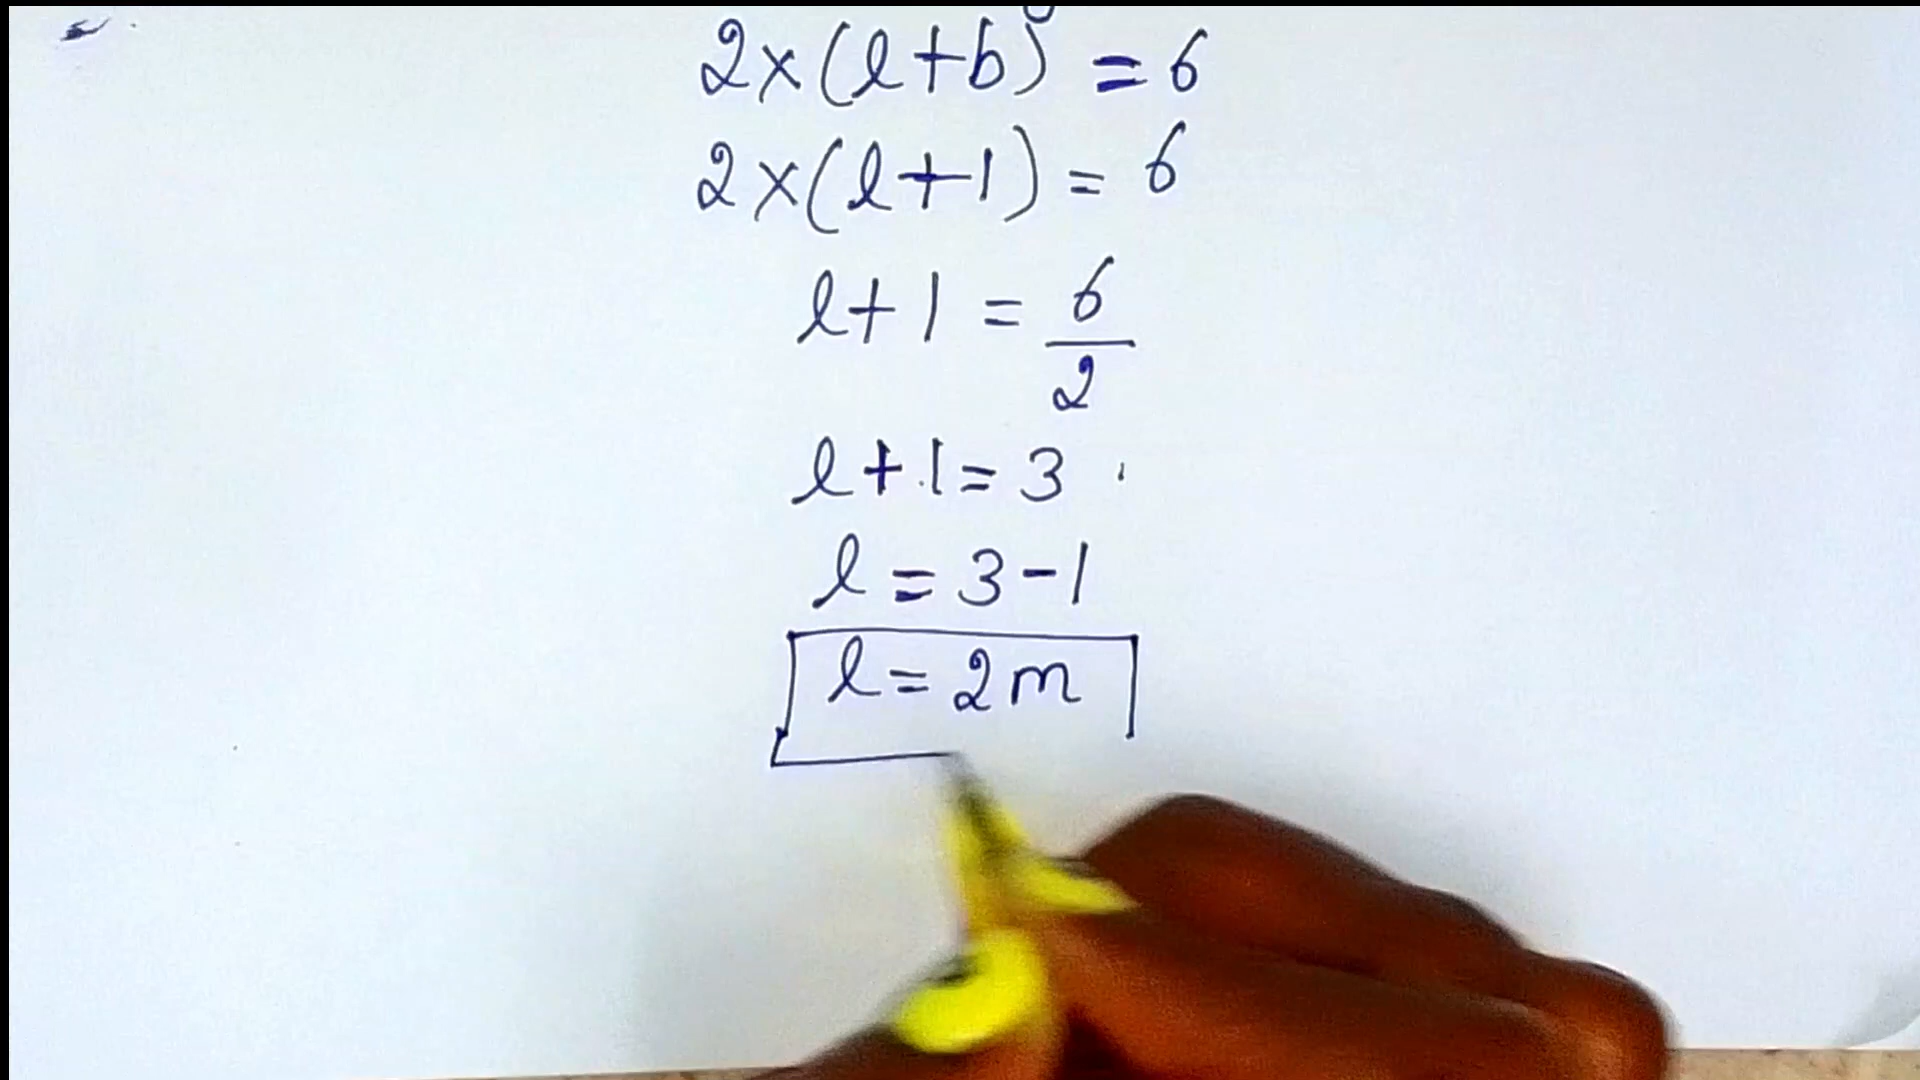 2×(l+b) = 6
2×(l+1) = 6
l+1 = 6/2
l+1=3
l = 3-1
l = 2m